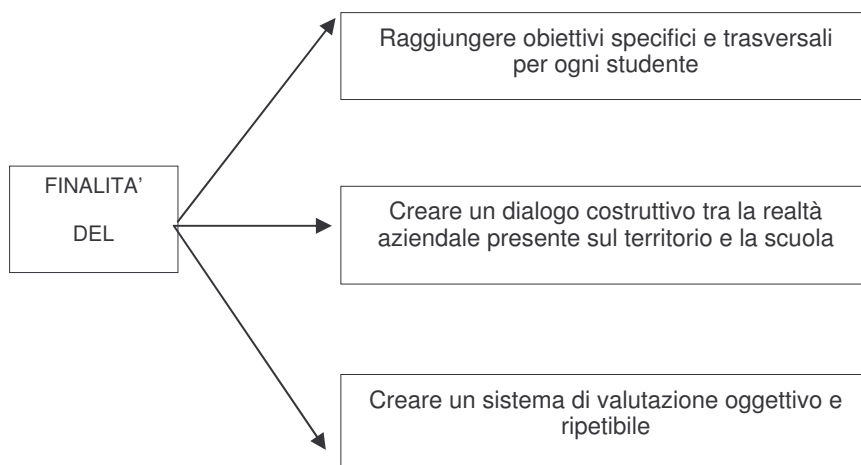 FINALITA'
DEL
Raggiungere obiettivi specifici e trasversali
per ogni studente
Creare un dialogo costruttivo tra la realtà
aziendale presente sul territorio e la scuola
Creare un sistema di valutazione oggettivo e
ripetibile